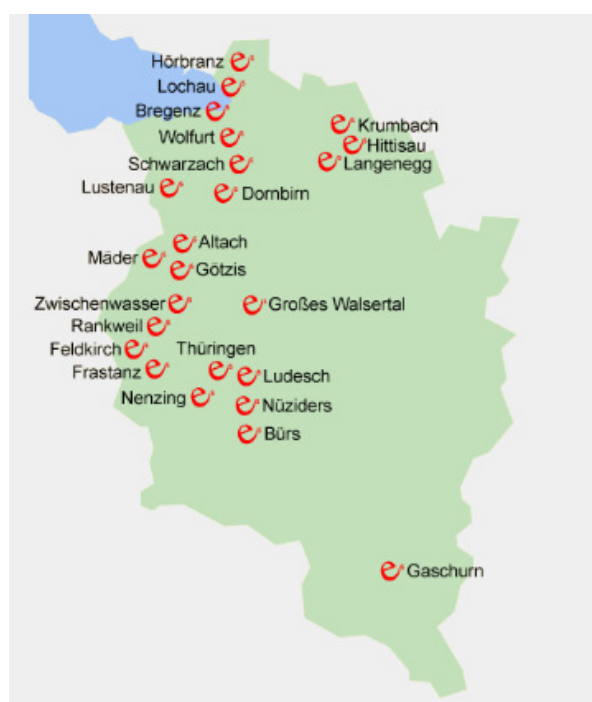 Hörbranz
Lochau
Bregenz
Krumbach
Wolfurt
Hittisau
Schwarzach
Langenegg
Lustenau
Dornbirn
Altach
Mäder
Götzis
Zwischenwasser
Großes Walsertal
Rankweil
Feldkirch
Thüringen
Frastanz
Ludesch
Nenzing
Nüziders
Bürs
Gaschurn